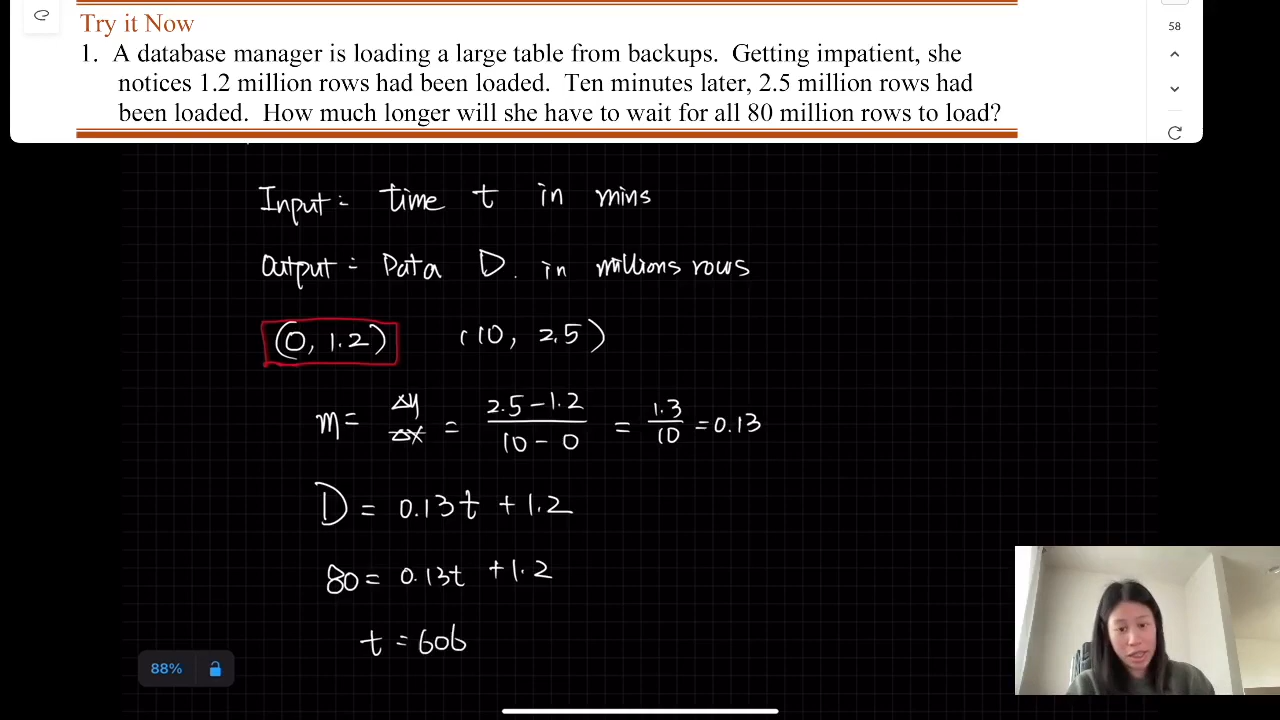 58
Try it Now
1. A database manager is loading a large table from backups. Getting impatient, she
notices 1.2 million rows had been loaded. Ten minutes later, 2.5 million rows had
been loaded. How much longer will she have to wait for all 80 million rows to load?
Input: time t in mins
Output: Data D. in millions rows
(0, 1.2) (10, 2.5)
m = Δy/Δx = (2.5 - 1.2)/(10 - 0) = 1.3/10 = 0.13
D = 0.13t + 1.2
80 = 0.13t + 1.2
t = 606
88%